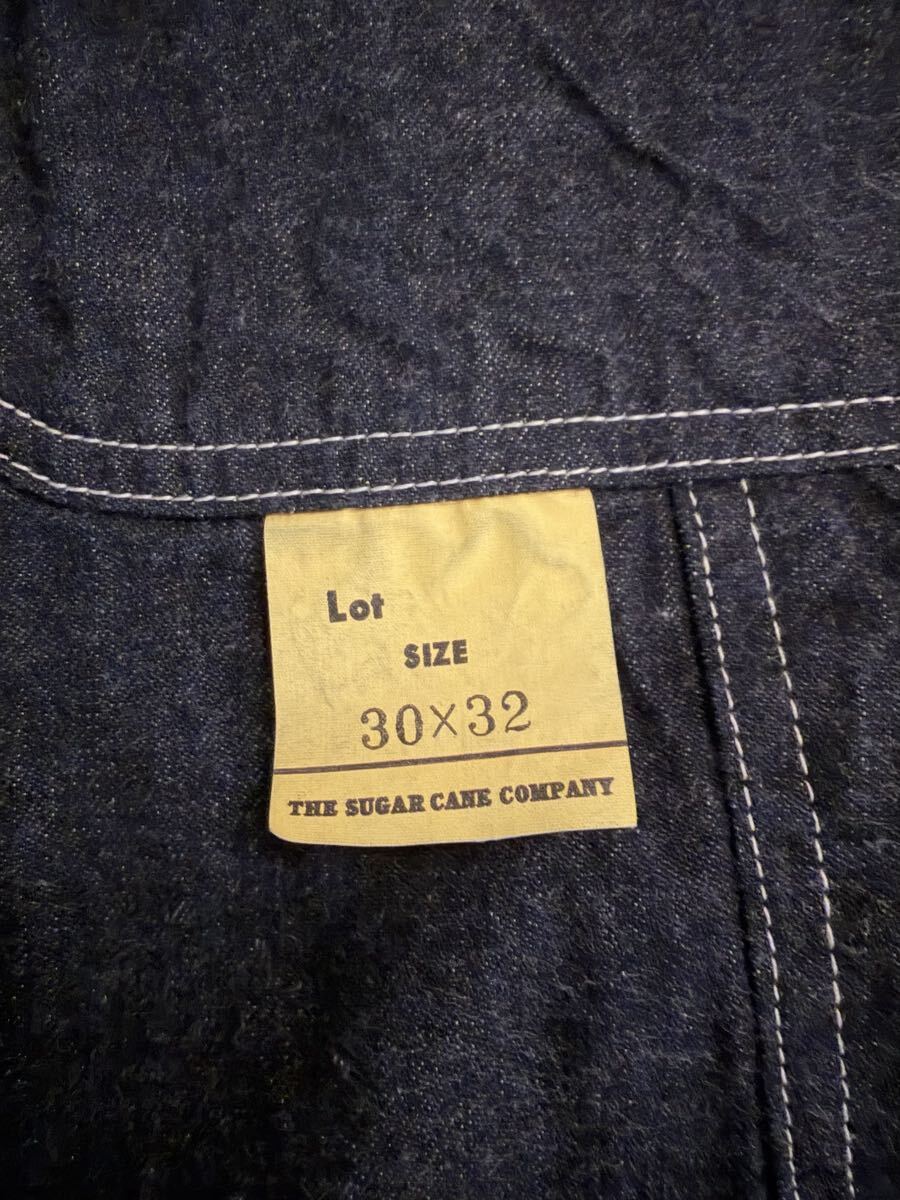 Lot
SIZE
30×32
THE SUGAR CANE COMPANY